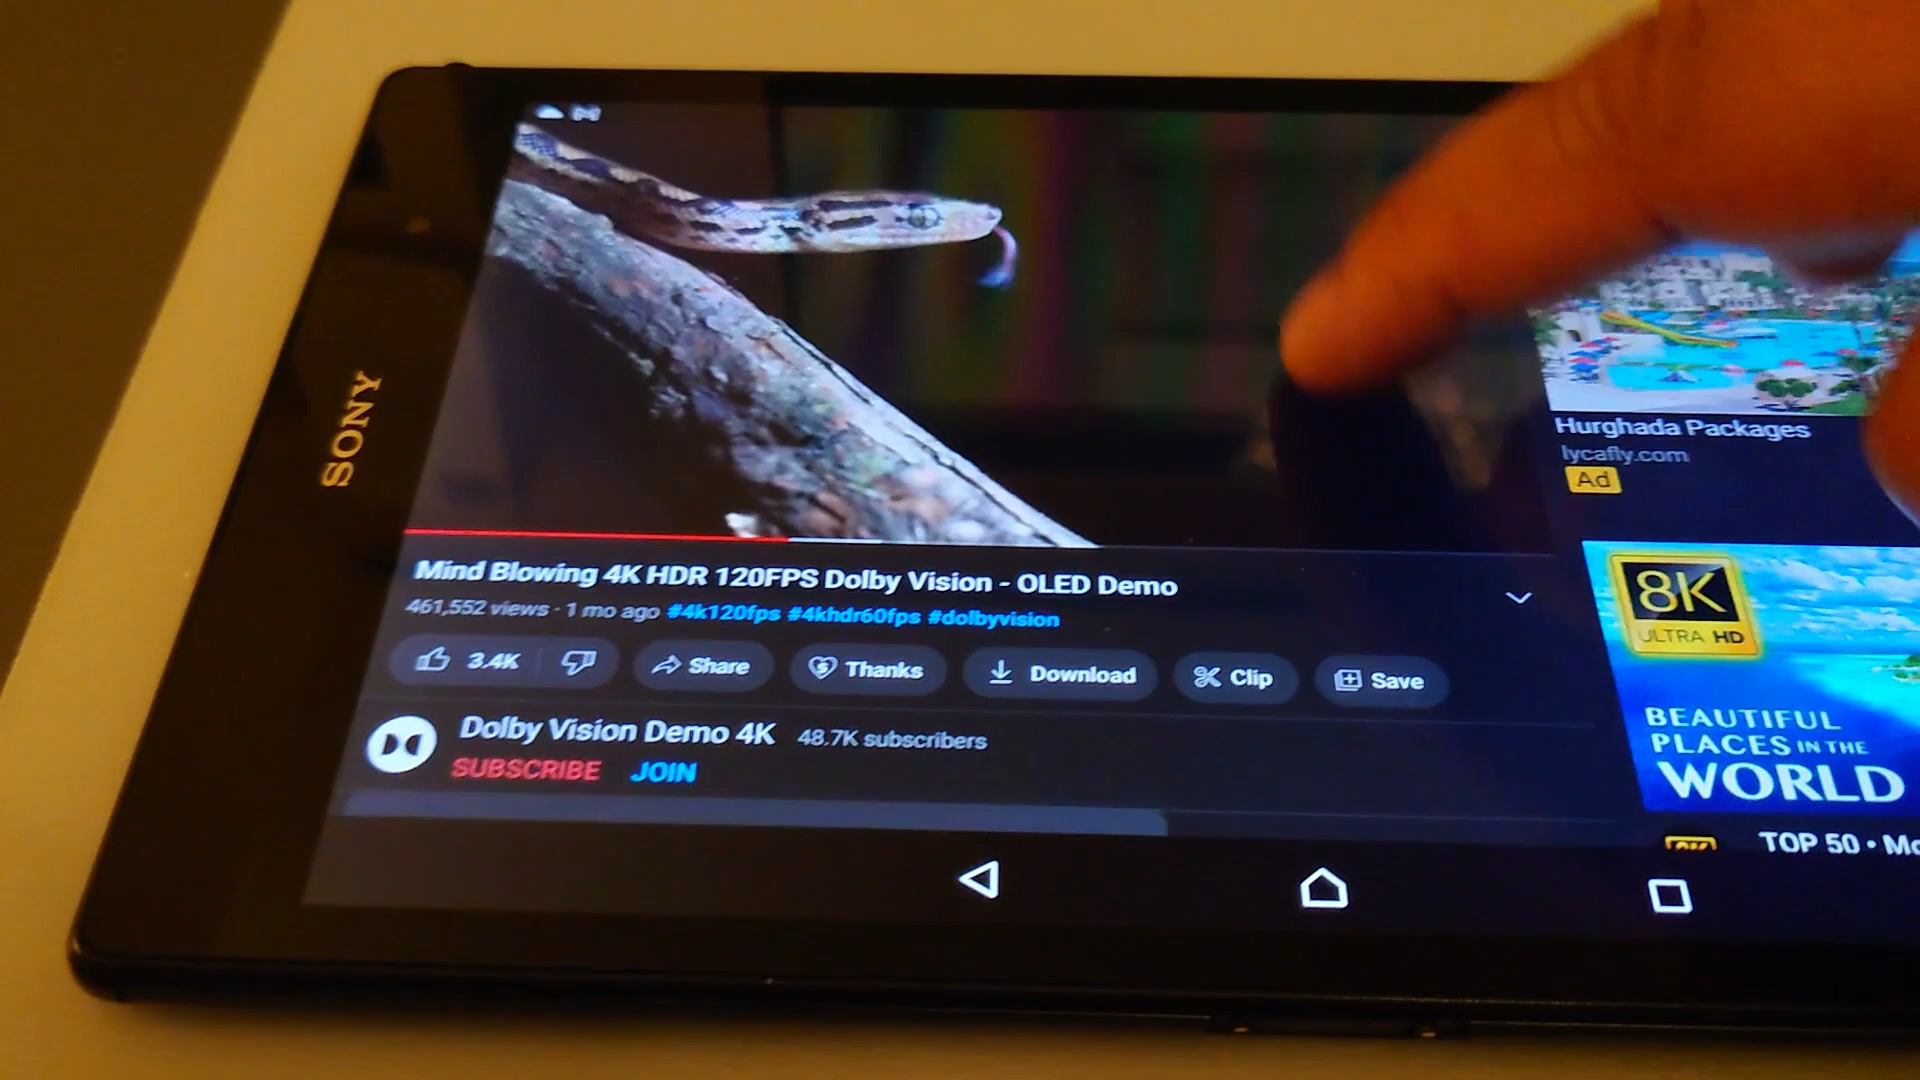 SONY
Mind Blowing 4K HDR 120FPS Dolby Vision - OLED Demo
461,552 views · 1 mo ago #4k120fps #4khdr60fps #dolbyvision
3.4K Share Thanks Download Clip Save
Dolby Vision Demo 4K 48.7K subscribers
SUBSCRIBE JOIN
Hurghada Packages
lycafly.com
Ad
8K
ULTRA HD
BEAUTIFUL
PLACES IN THE
WORLD
TOP 50 •